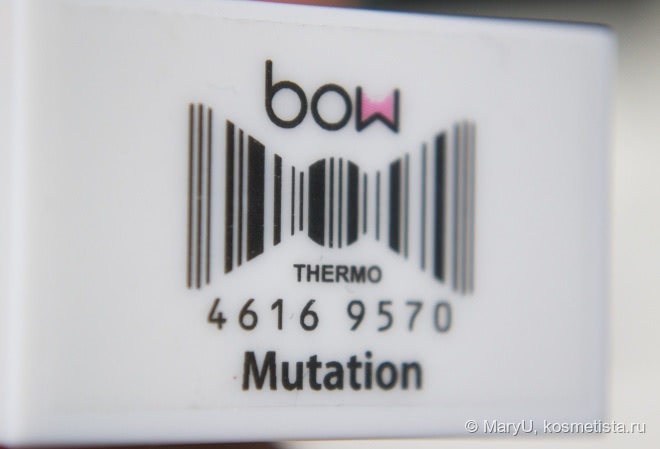 bow
THERMO
4616 9570
Mutation
© MaryU, kosmetista.ru